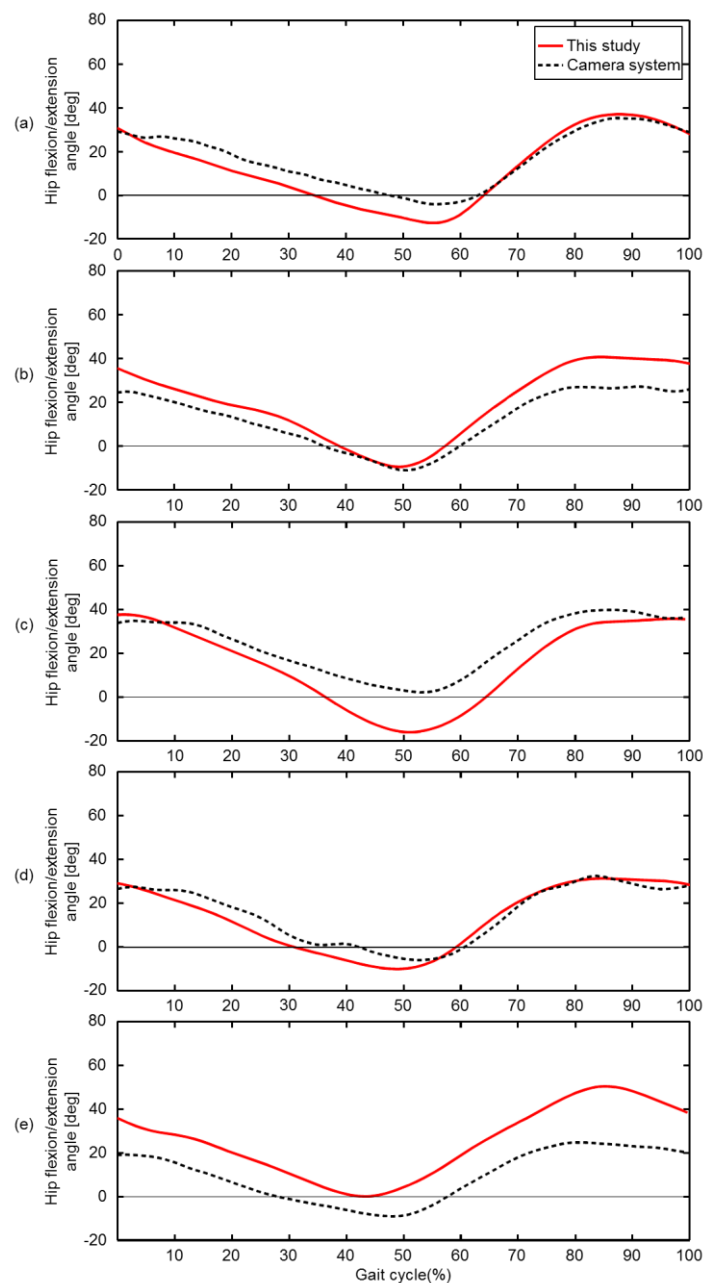 80
60
40
20
0
-20
(a)
Hip flexion/extension
angle [deg]
This study
Camera system
0 10 20 30 40 50 60 70 80 90 100
80
60
40
20
0
-20
(b)
Hip flexion/extension
angle [deg]
10 20 30 40 50 60 70 80 90 100
80
60
40
20
0
-20
(c)
Hip flexion/extension
angle [deg]
10 20 30 40 50 60 70 80 90 100
80
60
40
20
0
-20
(d)
Hip flexion/extension
angle [deg]
10 20 30 40 50 60 70 80 90 100
80
60
40
20
0
-20
(e)
Hip flexion/extension
angle [deg]
10 20 30 40 50 60 70 80 90 100
Gait cycle(%)